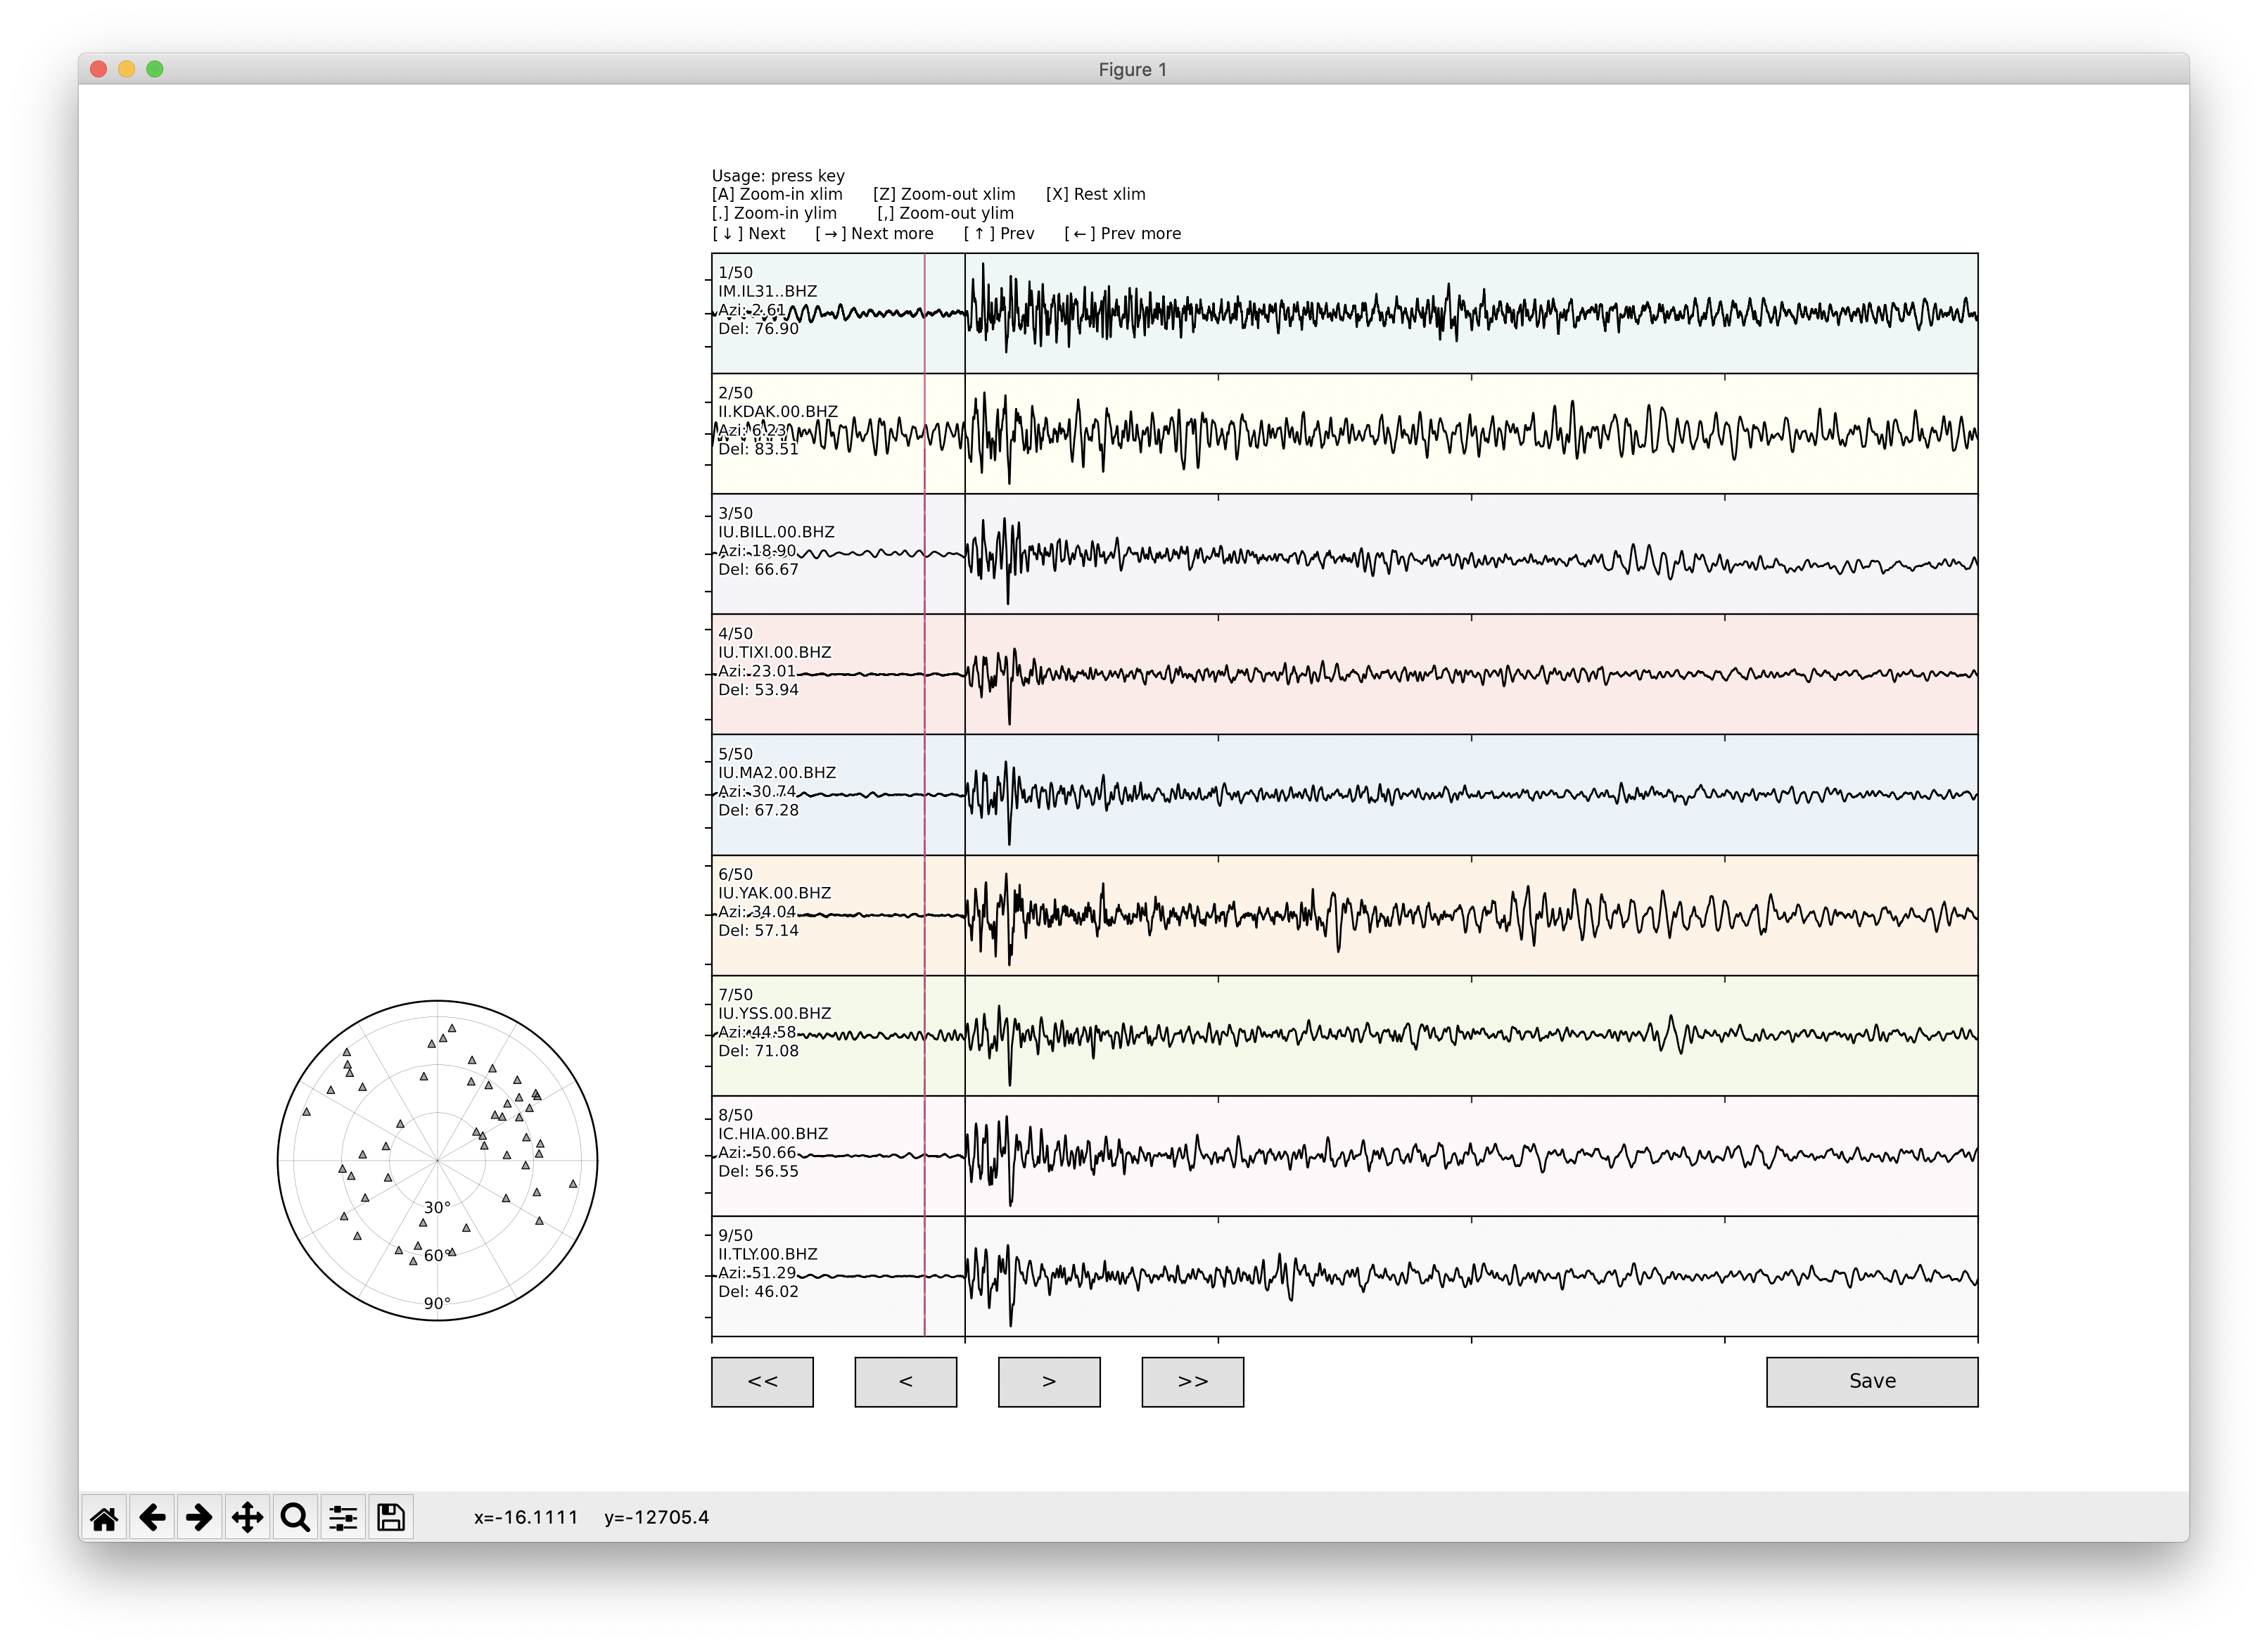 Figure 1
Usage: press key
[A] Zoom-in xlim [Z] Zoom-out xlim [X] Rest xlim
[.] Zoom-in ylim [,] Zoom-out ylim
[↓] Next [→] Next more [↑] Prev [←] Prev more
1/50
IM.IL31..BHZ
Azi: 2.61
Del: 76.90
2/50
II.KDAK.00.BHZ
Azi: 6.23
Del: 83.51
3/50
IU.BILL.00.BHZ
Azi: 18.90
Del: 66.67
4/50
IU.TIXI.00.BHZ
Azi: 23.01
Del: 53.94
5/50
IU.MA2.00.BHZ
Azi: 30.74
Del: 67.28
6/50
IU.YAK.00.BHZ
Azi: 34.04
Del: 57.14
7/50
IU.YSS.00.BHZ
Azi: 44.58
Del: 71.08
8/50
IC.HIA.00.BHZ
Azi: 50.66
Del: 56.55
9/50
II.TLY.00.BHZ
Azi: 51.29
Del: 46.02
30°
60°
90°
<< < > >> Save
x=-16.1111 y=-12705.4